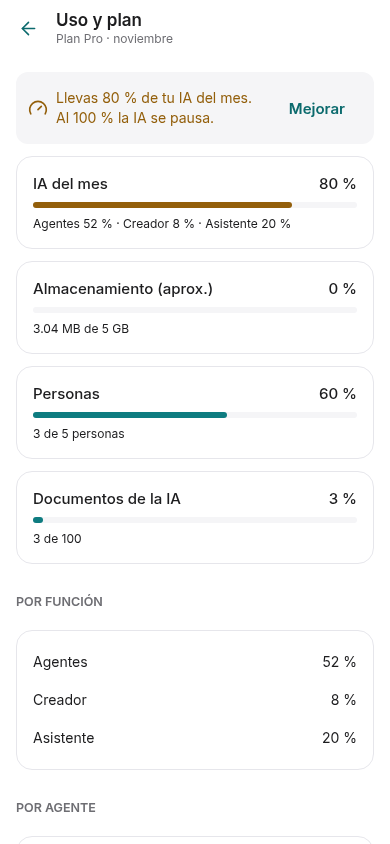 Uso y plan
Plan Pro · noviembre
Llevas 80 % de tu IA del mes.
Al 100 % la IA se pausa.
Mejorar
IA del mes 80 %
Agentes 52 % · Creador 8 % · Asistente 20 %
Almacenamiento (aprox.) 0 %
3.04 MB de 5 GB
Personas 60 %
3 de 5 personas
Documentos de la IA 3 %
3 de 100
POR FUNCIÓN
Agentes 52 %
Creador 8 %
Asistente 20 %
POR AGENTE